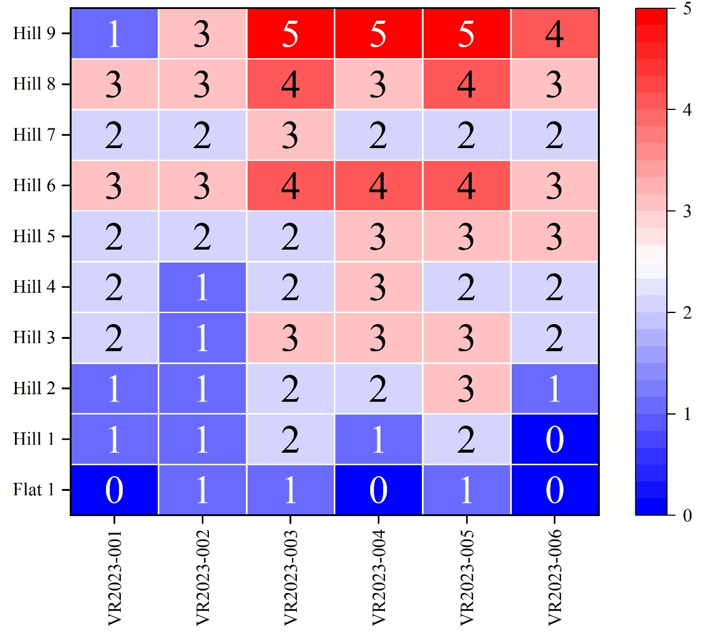 Hill 9 1 3 5 5 5 4
Hill 8 3 3 4 3 4 3
Hill 7 2 2 3 2 2 2
Hill 6 3 3 4 4 4 3
Hill 5 2 2 2 3 3 3
Hill 4 2 1 2 3 2 2
Hill 3 2 1 3 3 3 2
Hill 2 1 1 2 2 3 1
Hill 1 1 1 2 1 2 0
Flat 1 0 1 1 0 1 0
VR2023-001
VR2023-002
VR2023-003
VR2023-004
VR2023-005
VR2023-006
5
4
3
2
1
0